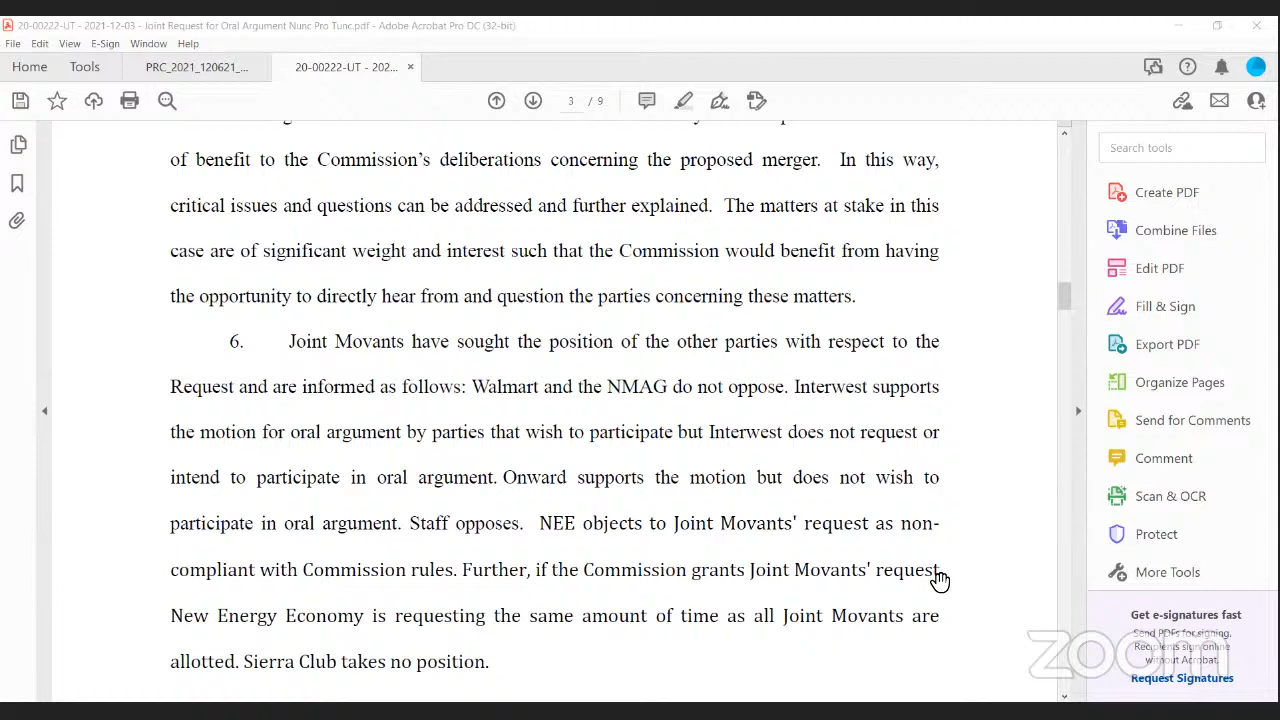 20-00222-UT - 2021-12-03 - Joint Request for Oral Argument Nunc Pro Tunc.pdf - Adobe Acrobat Pro DC (32-bit)
File Edit View E-Sign Window Help
Home Tools PRC_2021_120621_... 20-00222-UT - 202... ×
3 / 9
Search tools
of benefit to the Commission's deliberations concerning the proposed merger. In this way,
critical issues and questions can be addressed and further explained. The matters at stake in this
case are of significant weight and interest such that the Commission would benefit from having
the opportunity to directly hear from and question the parties concerning these matters.
6. Joint Movants have sought the position of the other parties with respect to the
Request and are informed as follows: Walmart and the NMAG do not oppose. Interwest supports
the motion for oral argument by parties that wish to participate but Interwest does not request or
intend to participate in oral argument. Onward supports the motion but does not wish to
participate in oral argument. Staff opposes. NEE objects to Joint Movants' request as non-
compliant with Commission rules. Further, if the Commission grants Joint Movants' request
New Energy Economy is requesting the same amount of time as all Joint Movants are
allotted. Sierra Club takes no position.
Create PDF
Combine Files
Edit PDF
Fill & Sign
Export PDF
Organize Pages
Send for Comments
Comment
Scan & OCR
Protect
More Tools
Get e-signatures fast
Send PDFs for signing.
Recipients sign online
without Acrobat.
Request Signatures
zoom